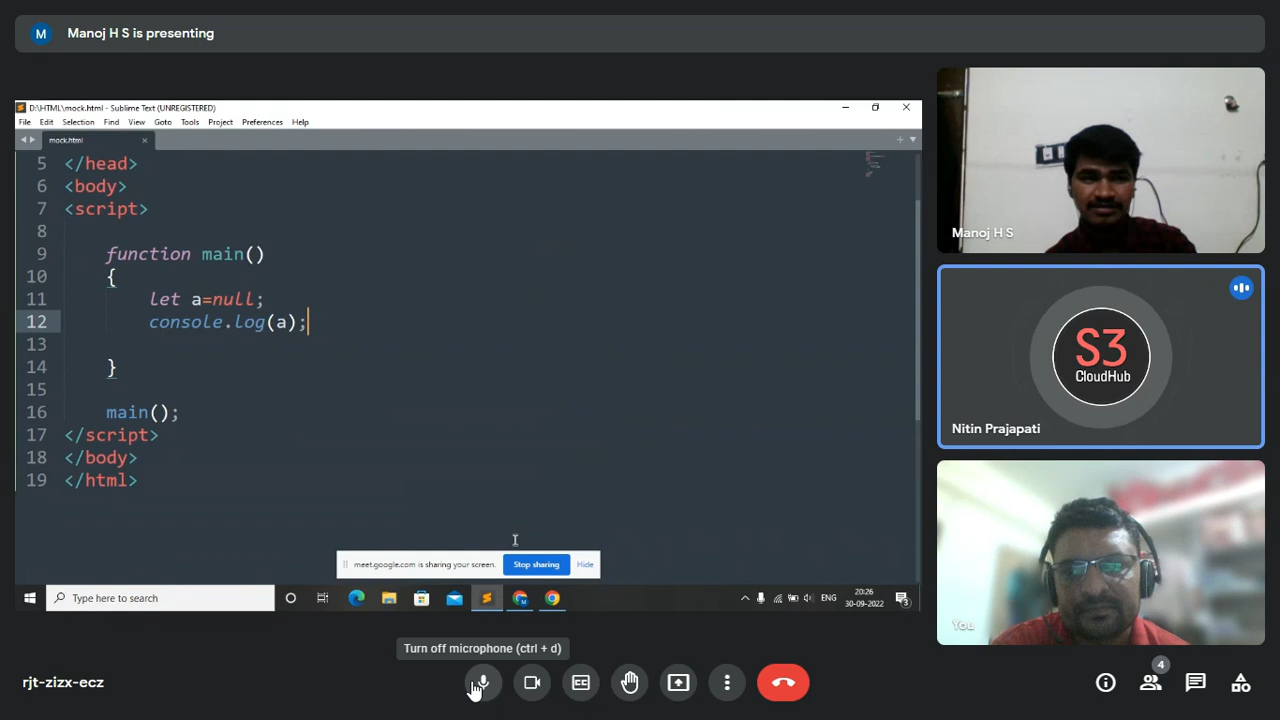 M Manoj H S is presenting
D:\HTML\mock.html - Sublime Text (UNREGISTERED)
File Edit Selection Find View Goto Tools Project Preferences Help
mock.html
5 </head>
6 <body>
7 <script>
8
9 function main()
10 {
11 let a=null;
12 console.log(a);
13
14 }
15
16 main();
17 </script>
18 </body>
19 </html>
meet.google.com is sharing your screen. Stop sharing Hide
Type here to search
ENG
20:26
30-09-2022
3
Manoj H S
S3
CloudHub
Nitin Prajapati
You
Turn off microphone (ctrl + d)
rjt-zizx-ecz
CC
4